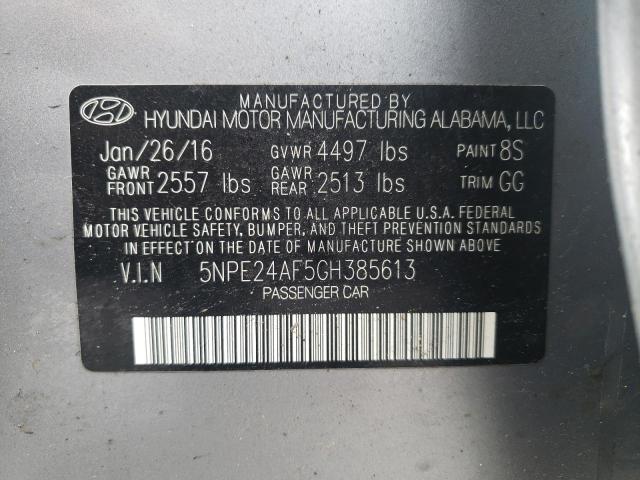 MANUFACTURED BY
HYUNDAI MOTOR MANUFACTURING ALABAMA, LLC
Jan/26/16 GVWR 4497 lbs PAINT 8S
GAWR FRONT 2557 lbs GAWR REAR 2513 lbs TRIM GG
THIS VEHICLE CONFORMS TO ALL APPLICABLE U.S.A. FEDERAL
MOTOR VEHICLE SAFETY, BUMPER, AND THEFT PREVENTION STANDARDS
IN EFFECT ON THE DATE OF MANUFACTURE SHOWN ABOVE.
V.I.N 5NPE24AF5GH385613
PASSENGER CAR